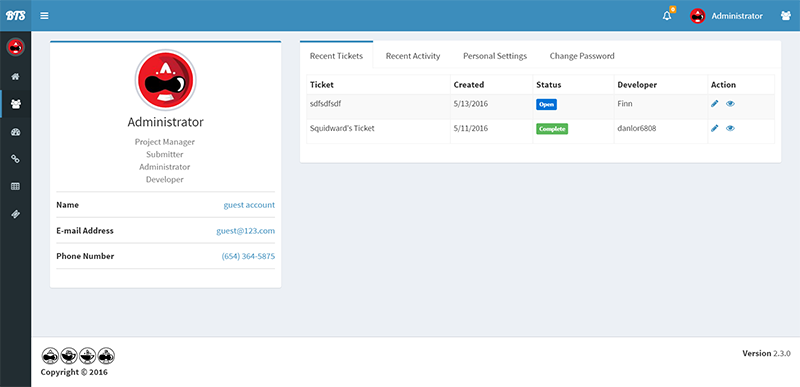 BTS
Administrator
Administrator
Project Manager
Submitter
Administrator
Developer
Name guest account
E-mail Address guest@123.com
Phone Number (654) 364-5875
Recent Tickets Recent Activity Personal Settings Change Password
Ticket Created Status Developer Action
sdfsdfsdf 5/13/2016 Open Finn
Squidward's Ticket 5/11/2016 Complete danlor6808
Copyright © 2016
Version 2.3.0